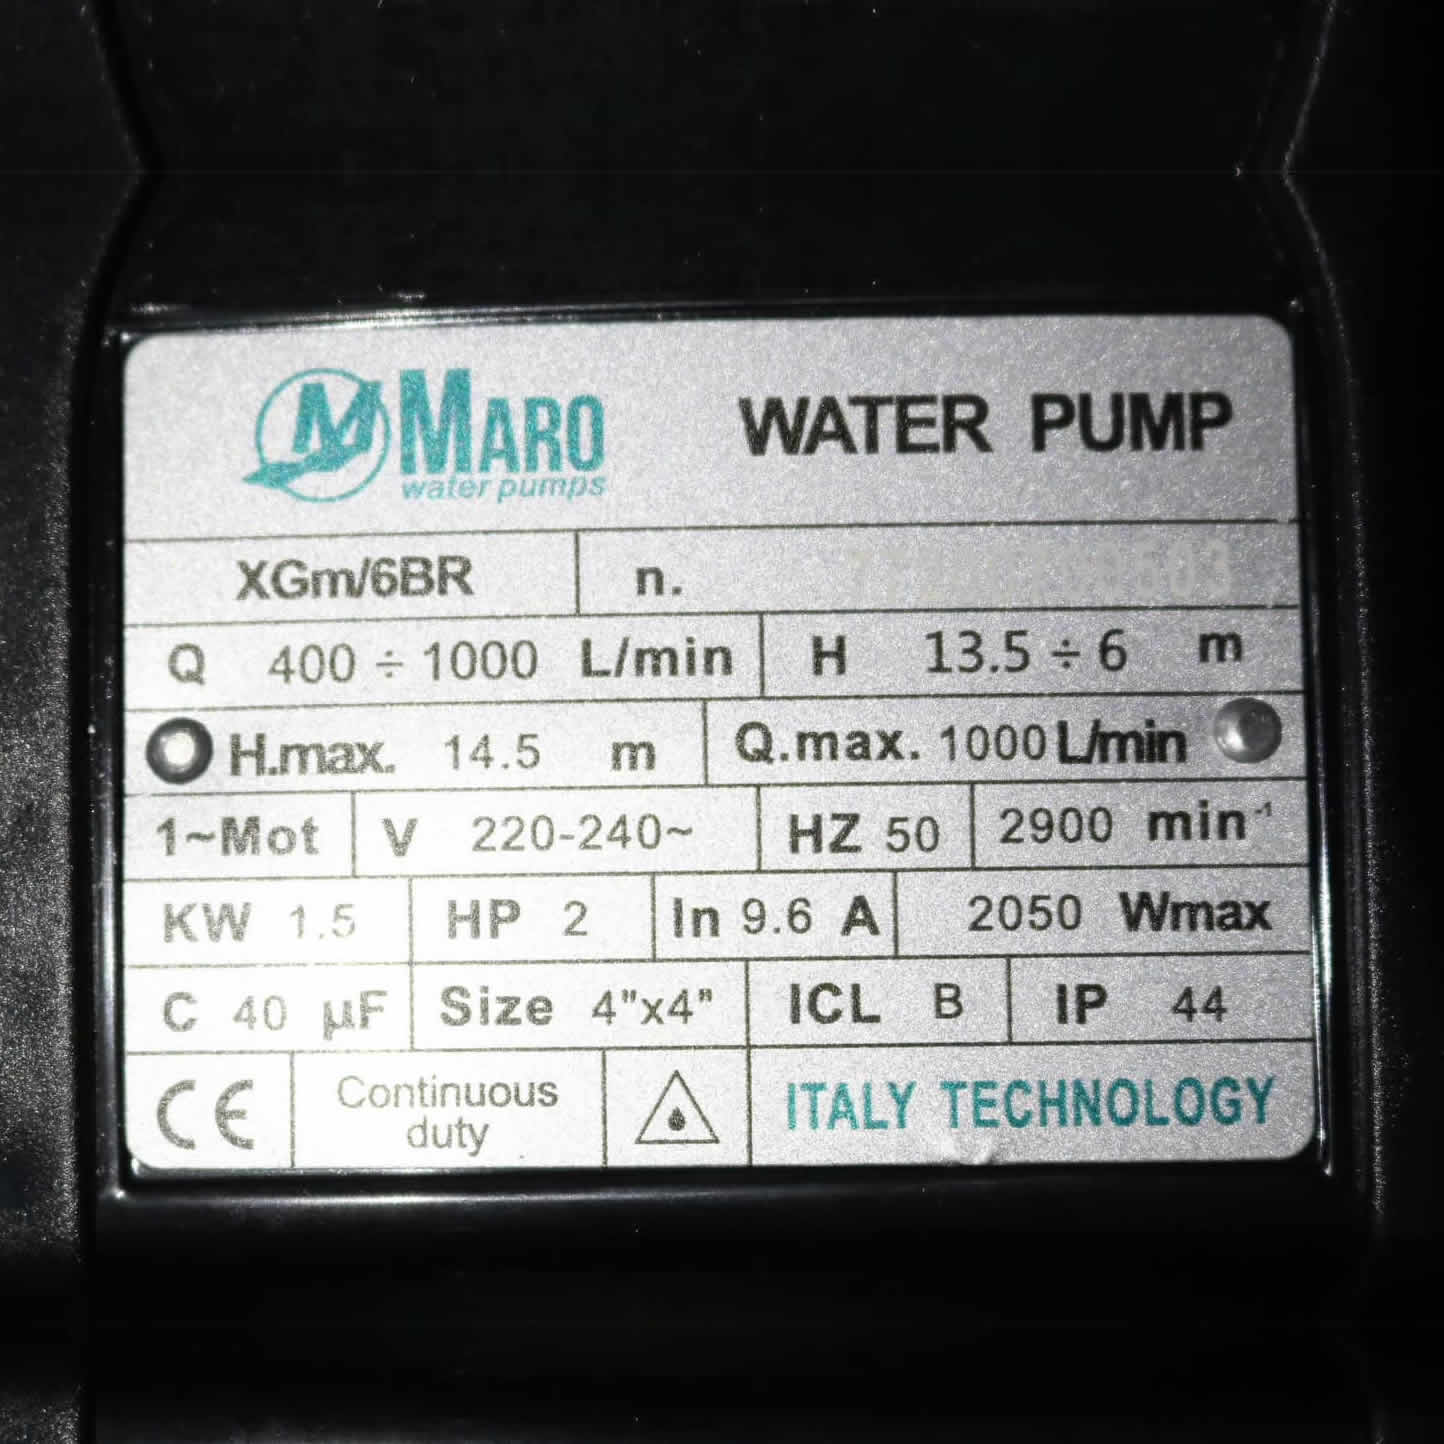 MARO
water pumps
WATER PUMP
XGm/6BR n.
Q 400 ÷ 1000 L/min H 13.5 ÷ 6 m
H.max. 14.5 m Q.max. 1000 L/min
1~Mot V 220-240~ HZ 50 2900 min⁻¹
KW 1.5 HP 2 In 9.6 A 2050 Wmax
C 40 µF Size 4"x4" ICL B IP 44
CE Continuous
duty
ITALY TECHNOLOGY